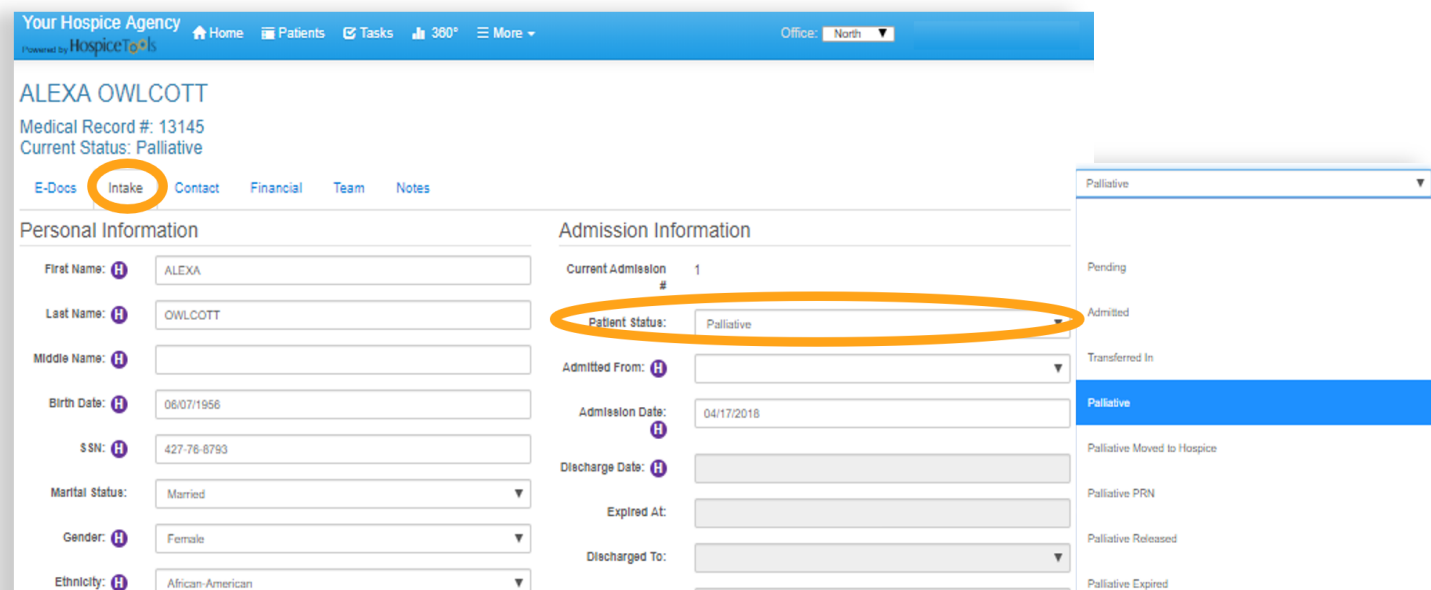 Your Hospice Agency
Powered by HospiceTools
Home Patients Tasks 360° More
Office: North
ALEXA OWLCOTT
Medical Record #: 13145
Current Status: Palliative
E-Docs Intake Contact Financial Team Notes
Personal Information
First Name: H ALEXA
Last Name: H OWLCOTT
Middle Name: H
Birth Date: H 06/07/1956
SSN: H 427-76-8793
Marital Status: Married
Gender: H Female
Ethnicity: H African-American
Admission Information
Current Admission # 1
Patient Status: Palliative
Admitted From: H
Admission Date: H 04/17/2018
Discharge Date: H
Expired At:
Discharged To:
Palliative
Pending
Admitted
Transferred In
Palliative
Palliative Moved to Hospice
Palliative PRN
Palliative Released
Palliative Expired